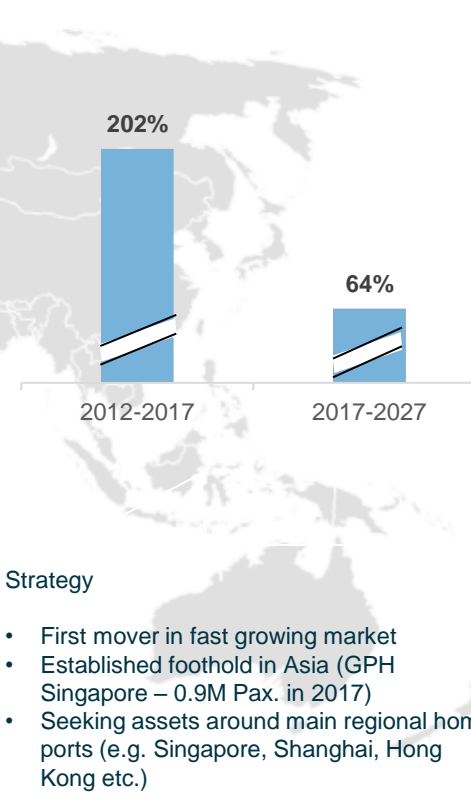 202%
64%
2012-2017
2017-2027
Strategy
• First mover in fast growing market
• Established foothold in Asia (GPH
Singapore – 0.9M Pax. in 2017)
• Seeking assets around main regional hom
ports (e.g. Singapore, Shanghai, Hong
Kong etc.)